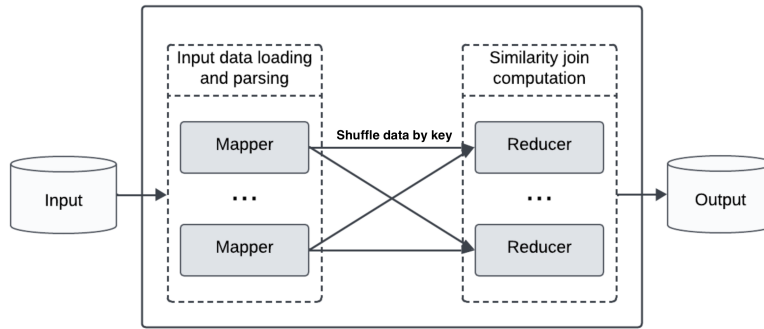 Input data loading
and parsing
Similarity join
computation
Shuffle data by key
Mapper
Reducer
Input
...
...
Output
Mapper
Reducer